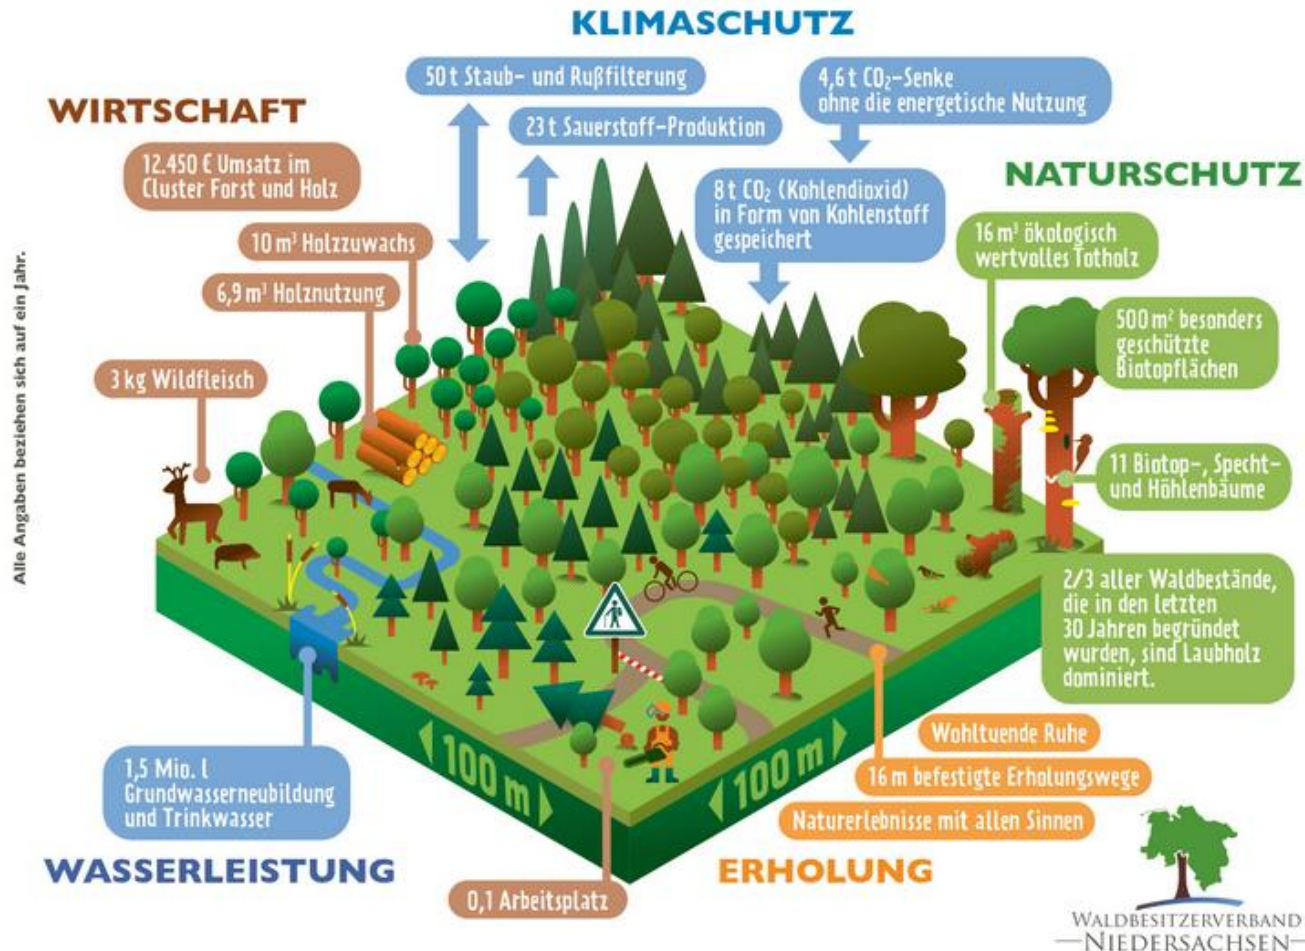 KLIMASCHUTZ
50 t Staub- und Rußfilterung
4,6 t CO₂-Senke
ohne die energetische Nutzung
23 t Sauerstoff-Produktion
8 t CO₂ (Kohlendioxid)
in Form von Kohlenstoff
gespeichert
WIRTSCHAFT
12.450 € Umsatz im
Cluster Forst und Holz
10 m³ Holzzuwachs
6,9 m³ Holznutzung
3 kg Wildfleisch
NATURSCHUTZ
16 m³ ökologisch
wertvolles Totholz
500 m² besonders
geschützte
Biotopflächen
11 Biotop-, Specht-
und Höhlenbäume
2/3 aller Waldbestände,
die in den letzten
30 Jahren begründet
wurden, sind Laubholz
dominiert.
Alle Angaben beziehen sich auf ein Jahr.
100 m
100 m
1,5 Mio. l
Grundwasserneubildung
und Trinkwasser
WASSERLEISTUNG
0,1 Arbeitsplatz
Wohltuende Ruhe
16 m befestigte Erholungswege
Naturerlebnisse mit allen Sinnen
ERHOLUNG
WALDBESITZERVERBAND
NIEDERSACHSEN